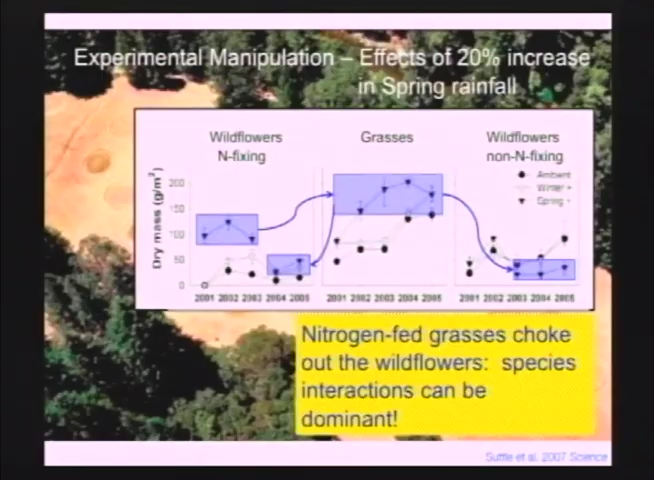 Experimental Manipulation – Effects of 20% increase
in Spring rainfall
Wildflowers
N-fixing
Grasses
Wildflowers
non-N-fixing
Ambient
Winter +
Spring +
Dry mass (g/m²)
200
150
100
50
0
2001 2002 2003 2004 2005
2001 2002 2003 2004 2005
2001 2002 2003 2004 2005
Nitrogen-fed grasses choke
out the wildflowers: species
interactions can be
dominant!
Suttle et al. 2007 Science